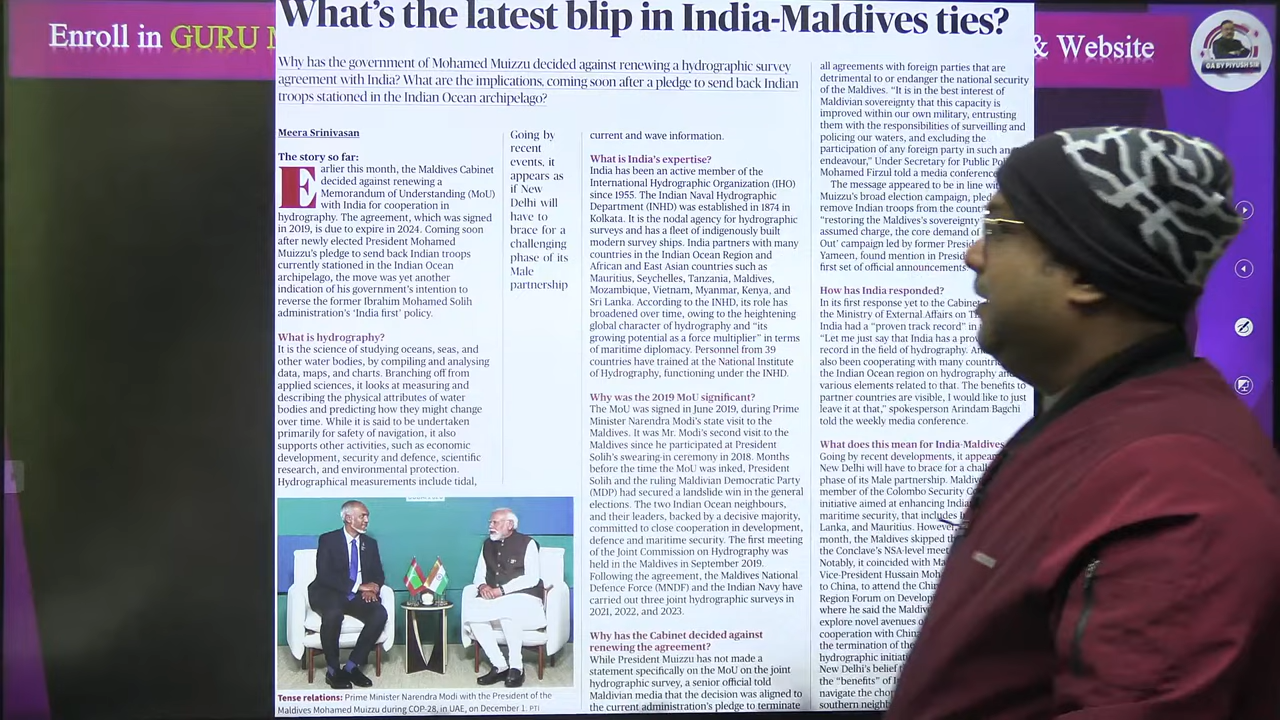 Enroll in GURU
& Website
GA BY PIYUSH SIR
What's the latest blip in India-Maldives ties?
Why has the government of Mohamed Muizzu decided against renewing a hydrographic survey
agreement with India? What are the implications, coming soon after a pledge to send back Indian
troops stationed in the Indian Ocean archipelago?
Meera Srinivasan
The story so far:
Earlier this month, the Maldives Cabinet
decided against renewing a
Memorandum of Understanding (MoU)
with India for cooperation in
hydrography. The agreement, which was signed
in 2019, is due to expire in 2024. Coming soon
after newly elected President Mohamed
Muizzu's pledge to send back Indian troops
currently stationed in the Indian Ocean
archipelago, the move was yet another
indication of his government's intention to
reverse the former Ibrahim Mohamed Solih
administration's 'India first' policy.
What is hydrography?
It is the science of studying oceans, seas, and
other water bodies, by compiling and analysing
data, maps, and charts. Branching off from
applied sciences, it looks at measuring and
describing the physical attributes of water
bodies and predicting how they might change
over time. While it is said to be undertaken
primarily for safety of navigation, it also
supports other activities, such as economic
development, security and defence, scientific
research, and environmental protection.
Hydrographical measurements include tidal,
Going by
recent
events, it
appears as
if New
Delhi will
have to
brace for a
challenging
phase of its
Male
partnership
Tense relations: Prime Minister Narendra Modi with the President of the
Maldives Mohamed Muizzu during COP-28, in UAE, on December 1. PTI
current and wave information.
What is India's expertise?
India has been an active member of the
International Hydrographic Organization (IHO)
since 1955. The Indian Naval Hydrographic
Department (INHD) was established in 1874 in
Kolkata. It is the nodal agency for hydrographic
surveys and has a fleet of indigenously built
modern survey ships. India partners with many
countries in the Indian Ocean Region and
African and East Asian countries such as
Mauritius, Seychelles, Tanzania, Maldives,
Mozambique, Vietnam, Myanmar, Kenya, and
Sri Lanka. According to the INHD, its role has
broadened over time, owing to the heightening
global character of hydrography and "its
growing potential as a force multiplier" in terms
of maritime diplomacy. Personnel from 39
countries have trained at the National Institute
of Hydrography, functioning under the INHD.
Why was the 2019 MoU significant?
The MoU was signed in June 2019, during Prime
Minister Narendra Modi's state visit to the
Maldives. It was Mr. Modi's second visit to the
Maldives since he participated at President
Solih's swearing-in ceremony in 2018. Months
before the time the MoU was inked, President
Solih and the ruling Maldivian Democratic Party
(MDP) had secured a landslide win in the general
elections. The two Indian Ocean neighbours,
and their leaders, backed by a decisive majority,
committed to close cooperation in development,
defence and maritime security. The first meeting
of the Joint Commission on Hydrography was
held in the Maldives in September 2019.
Following the agreement, the Maldives National
Defence Force (MNDF) and the Indian Navy have
carried out three joint hydrographic surveys in
2021, 2022, and 2023.
Why has the Cabinet decided against
renewing the agreement?
While President Muizzu has not made a
statement specifically on the MoU on the joint
hydrographic survey, a senior official told
Maldivian media that the decision was aligned to
the current administration's pledge to terminate
all agreements with foreign parties that are
detrimental to or endanger the national security
of the Maldives. "It is in the best interest of
Maldivian sovereignty that this capacity is
improved within our own military, entrusting
them with the responsibilities of surveilling and
policing our waters, and excluding the
participation of any foreign party in such an
endeavour," Under Secretary for Public
Mohamed Firzul told a media
The message appeared to be in line
Muizzu's broad election campaign,
remove Indian troops from the
"restoring the Maldives's sovereignty
assumed charge, the core demand of
Out' campaign led by former
Yameen, found mention in
first set of official announcements.
How has India responded?
In its first response yet to the
the Ministry of External Affairs on
India had a "proven track record" in
"Let me just say that India has a
record in the field of hydrography.
also been cooperating with many
the Indian Ocean region on hydrography
various elements related to that. The benefits to
partner countries are visible, I would like to just
leave it at that," spokesperson Arindam Bagchi
told the weekly media conference.
What does this mean for India-Maldives
Going by recent developments, it
New Delhi will have to brace for a
phase of its Male partnership.
member of the Colombo Security
initiative aimed at enhancing
maritime security, that includes
Lanka, and Mauritius.
month, the Maldives skipped
the Conclave's NSA-level
Notably, it coincided with
Vice-President Hussain
to China, to attend the
Region Forum on
where he said the
explore novel avenues
cooperation with
the termination of the
hydrographic
New Delhi's
the "benefits" of
navigate the
southern